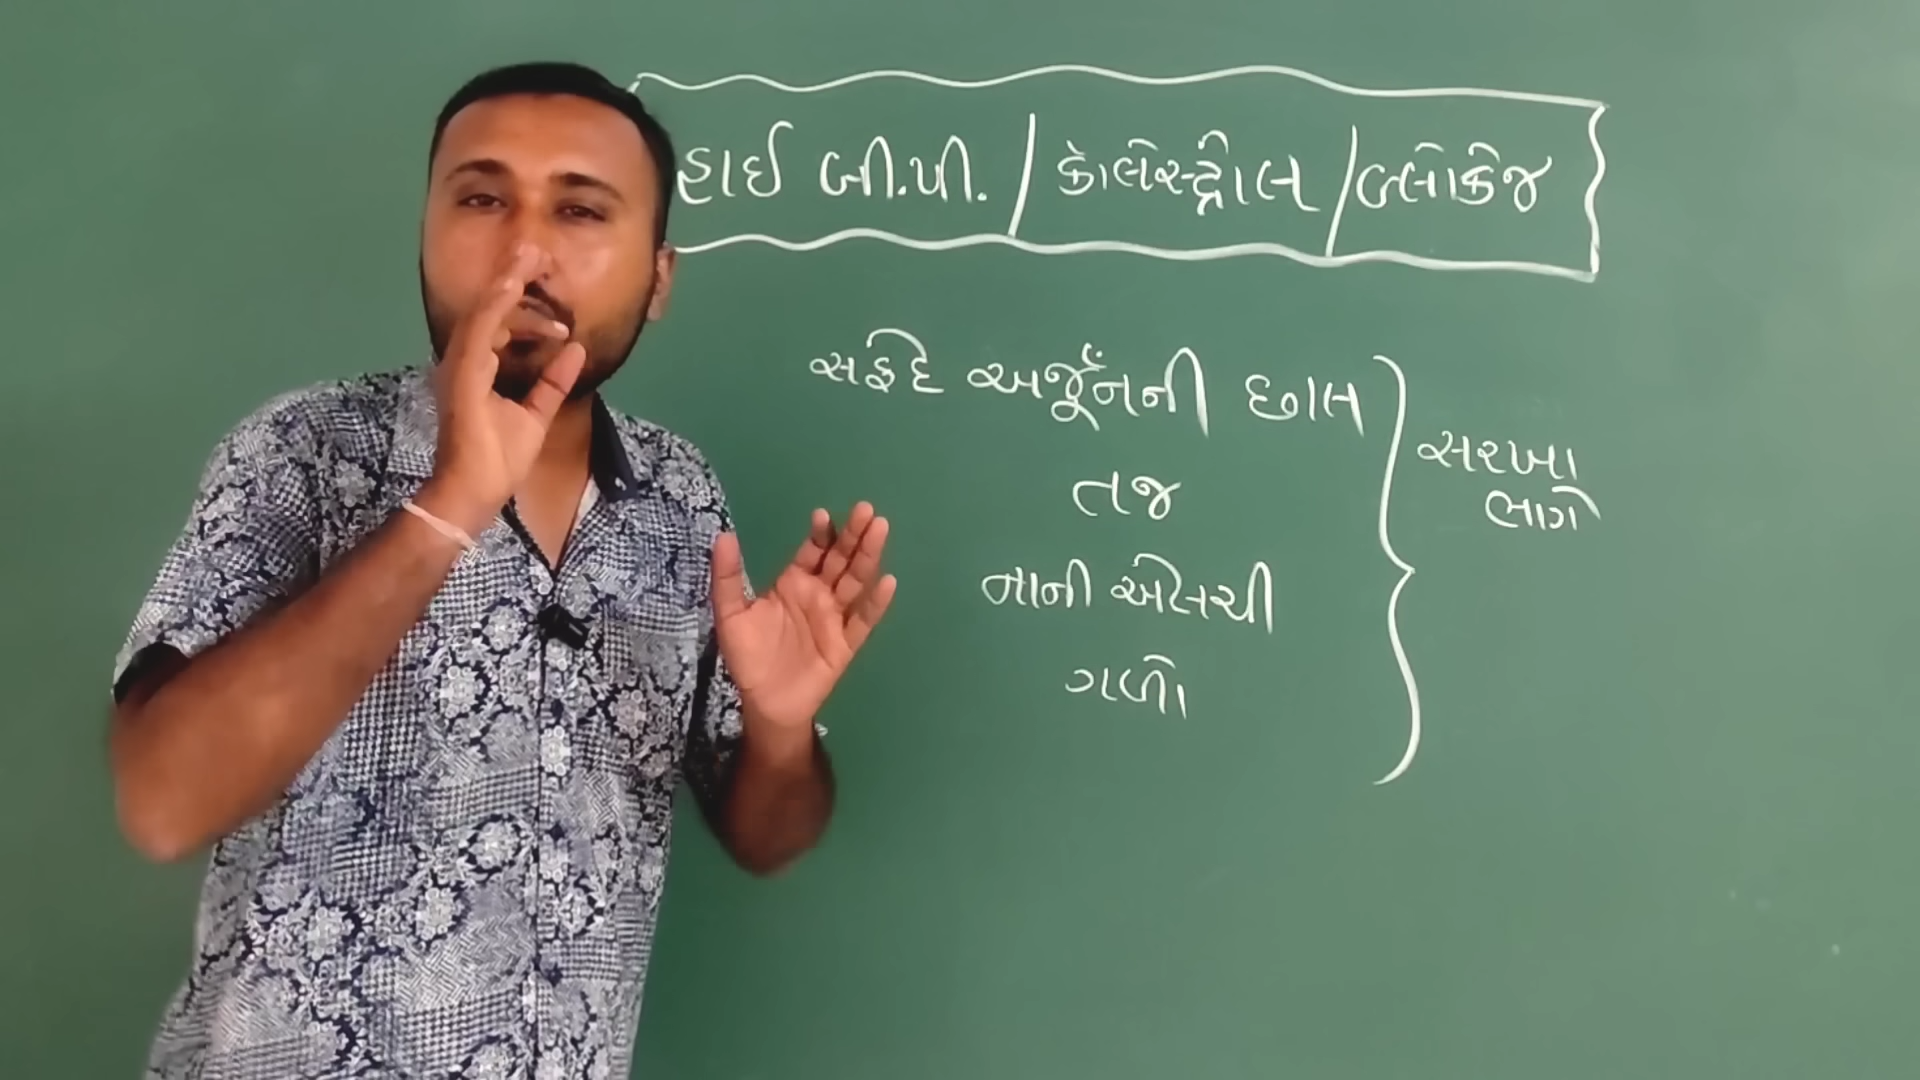 હાઈ બી.પી. / કોલેસ્ટ્રોલ / બ્લોકેજ
સફેદ અર્જૂંનની છાલ
તજ
નાની એલચી
ગળો
સરખા
ભાગે